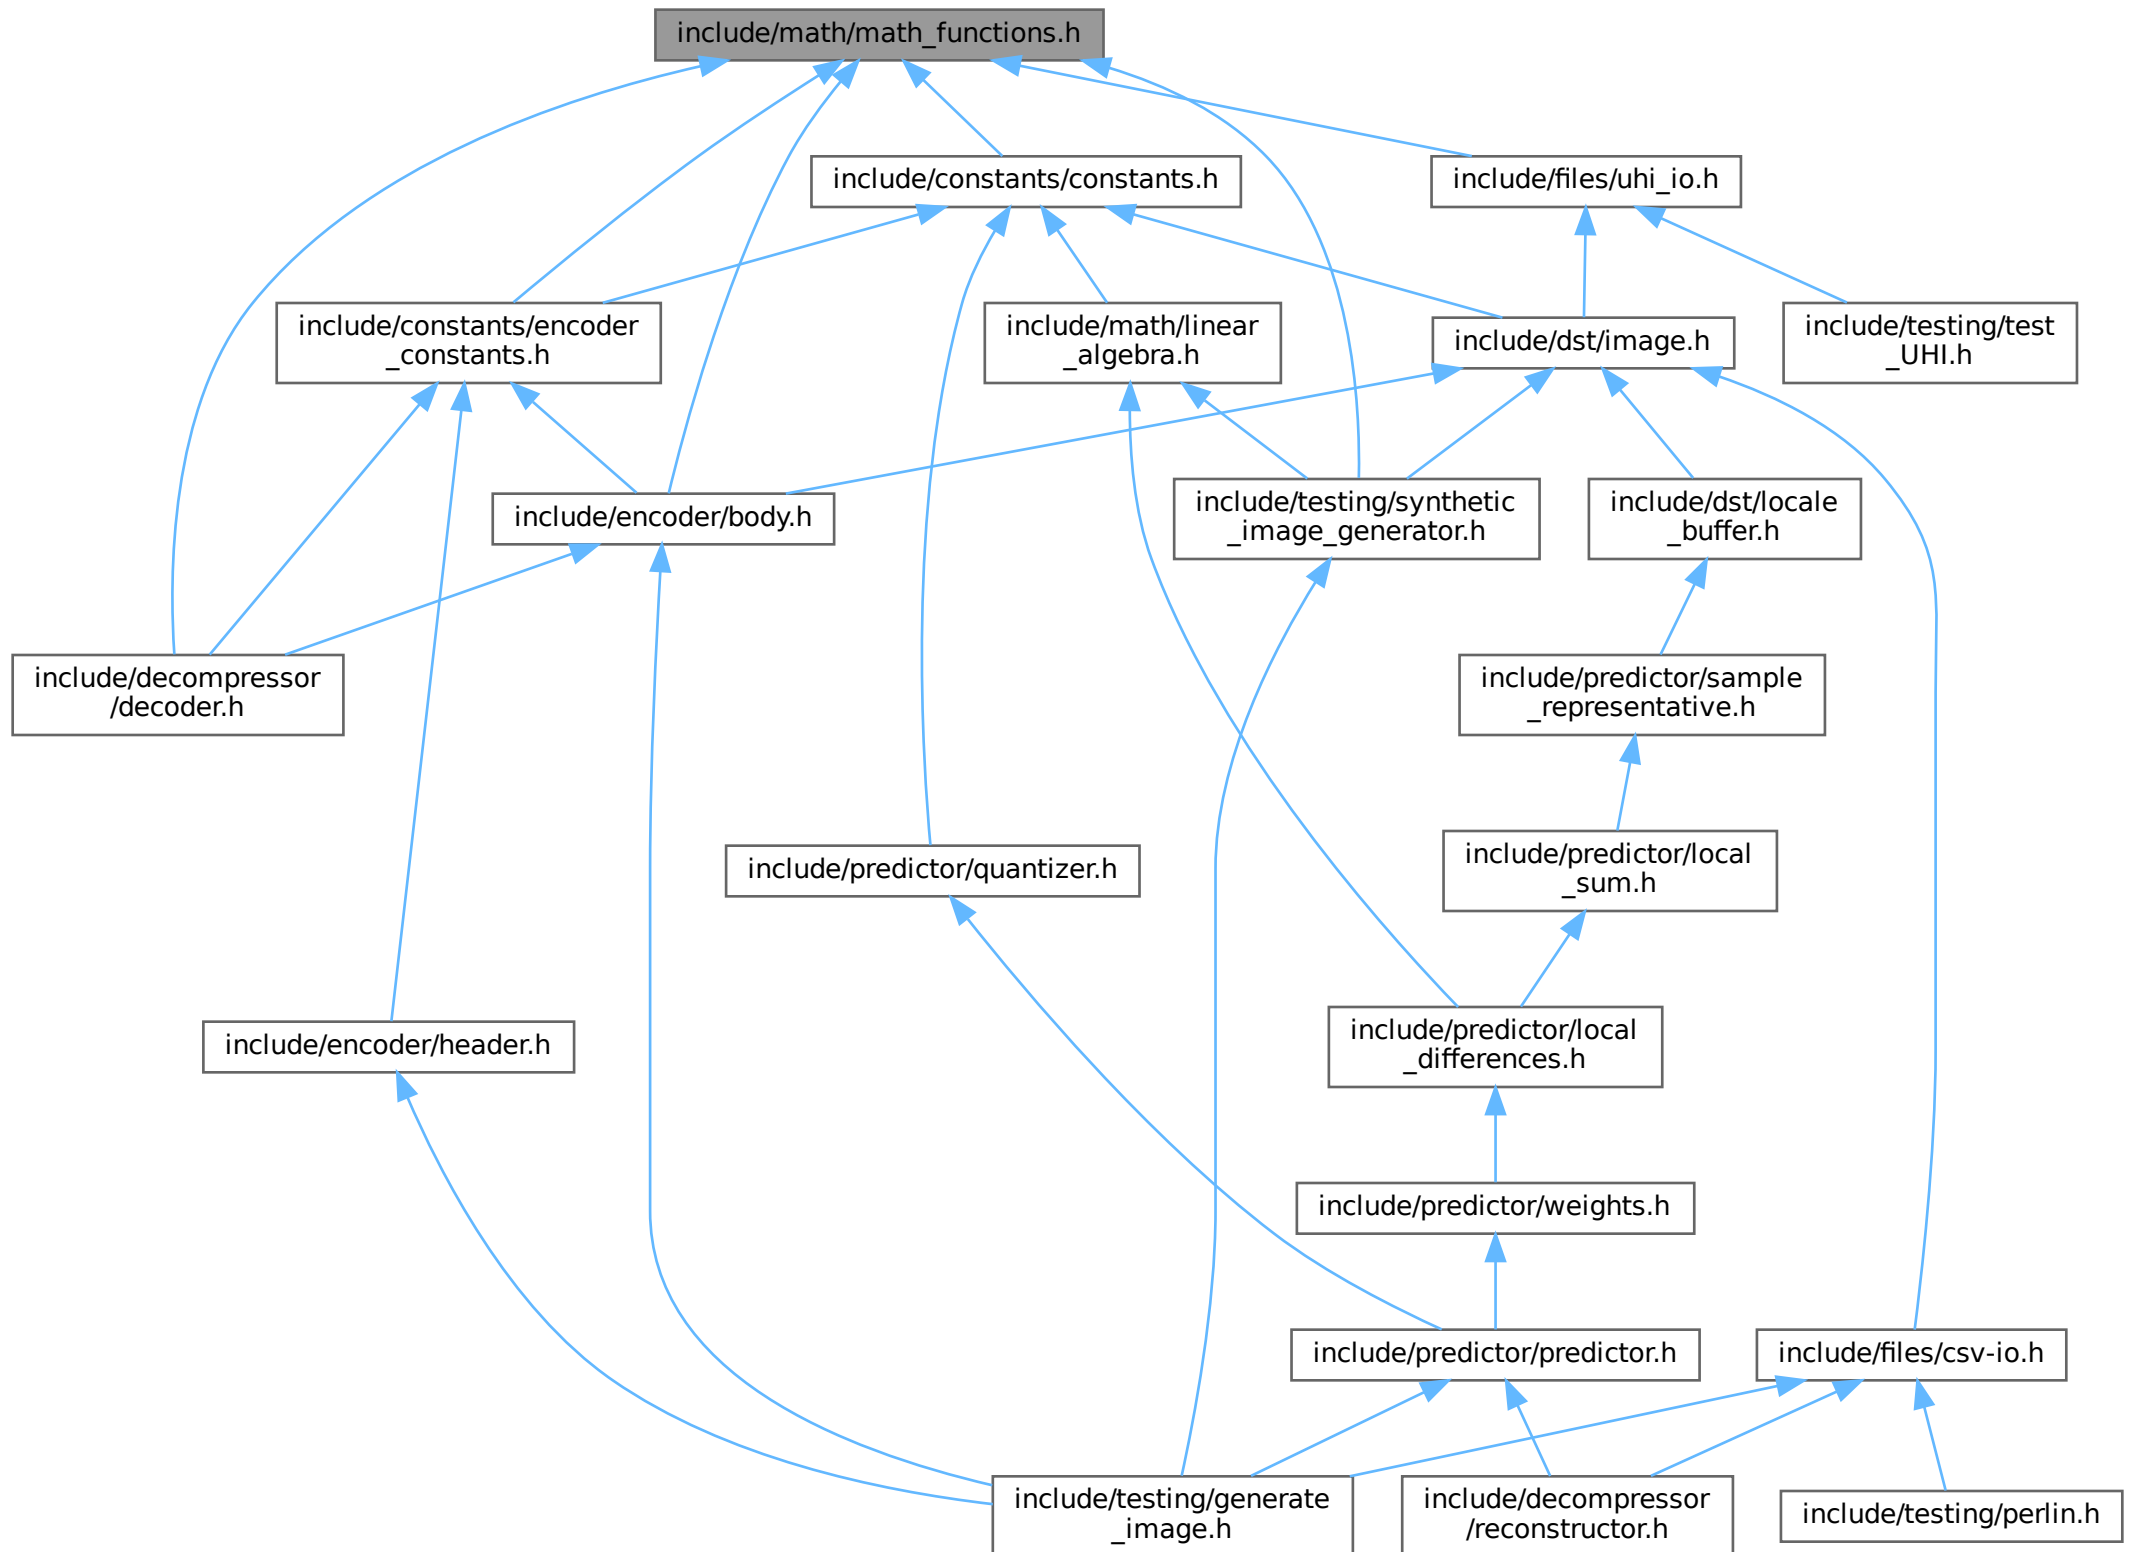 include/math/math_functions.h
include/constants/constants.h
include/files/uhi_io.h
include/constants/encoder
_constants.h
include/math/linear
_algebra.h
include/dst/image.h
include/testing/test
_UHI.h
include/encoder/body.h
include/testing/synthetic
_image_generator.h
include/dst/locale
_buffer.h
include/decompressor
/decoder.h
include/predictor/sample
_representative.h
include/predictor/quantizer.h
include/predictor/local
_sum.h
include/encoder/header.h
include/predictor/local
_differences.h
include/predictor/weights.h
include/predictor/predictor.h
include/files/csv-io.h
include/testing/generate
_image.h
include/decompressor
/reconstructor.h
include/testing/perlin.h